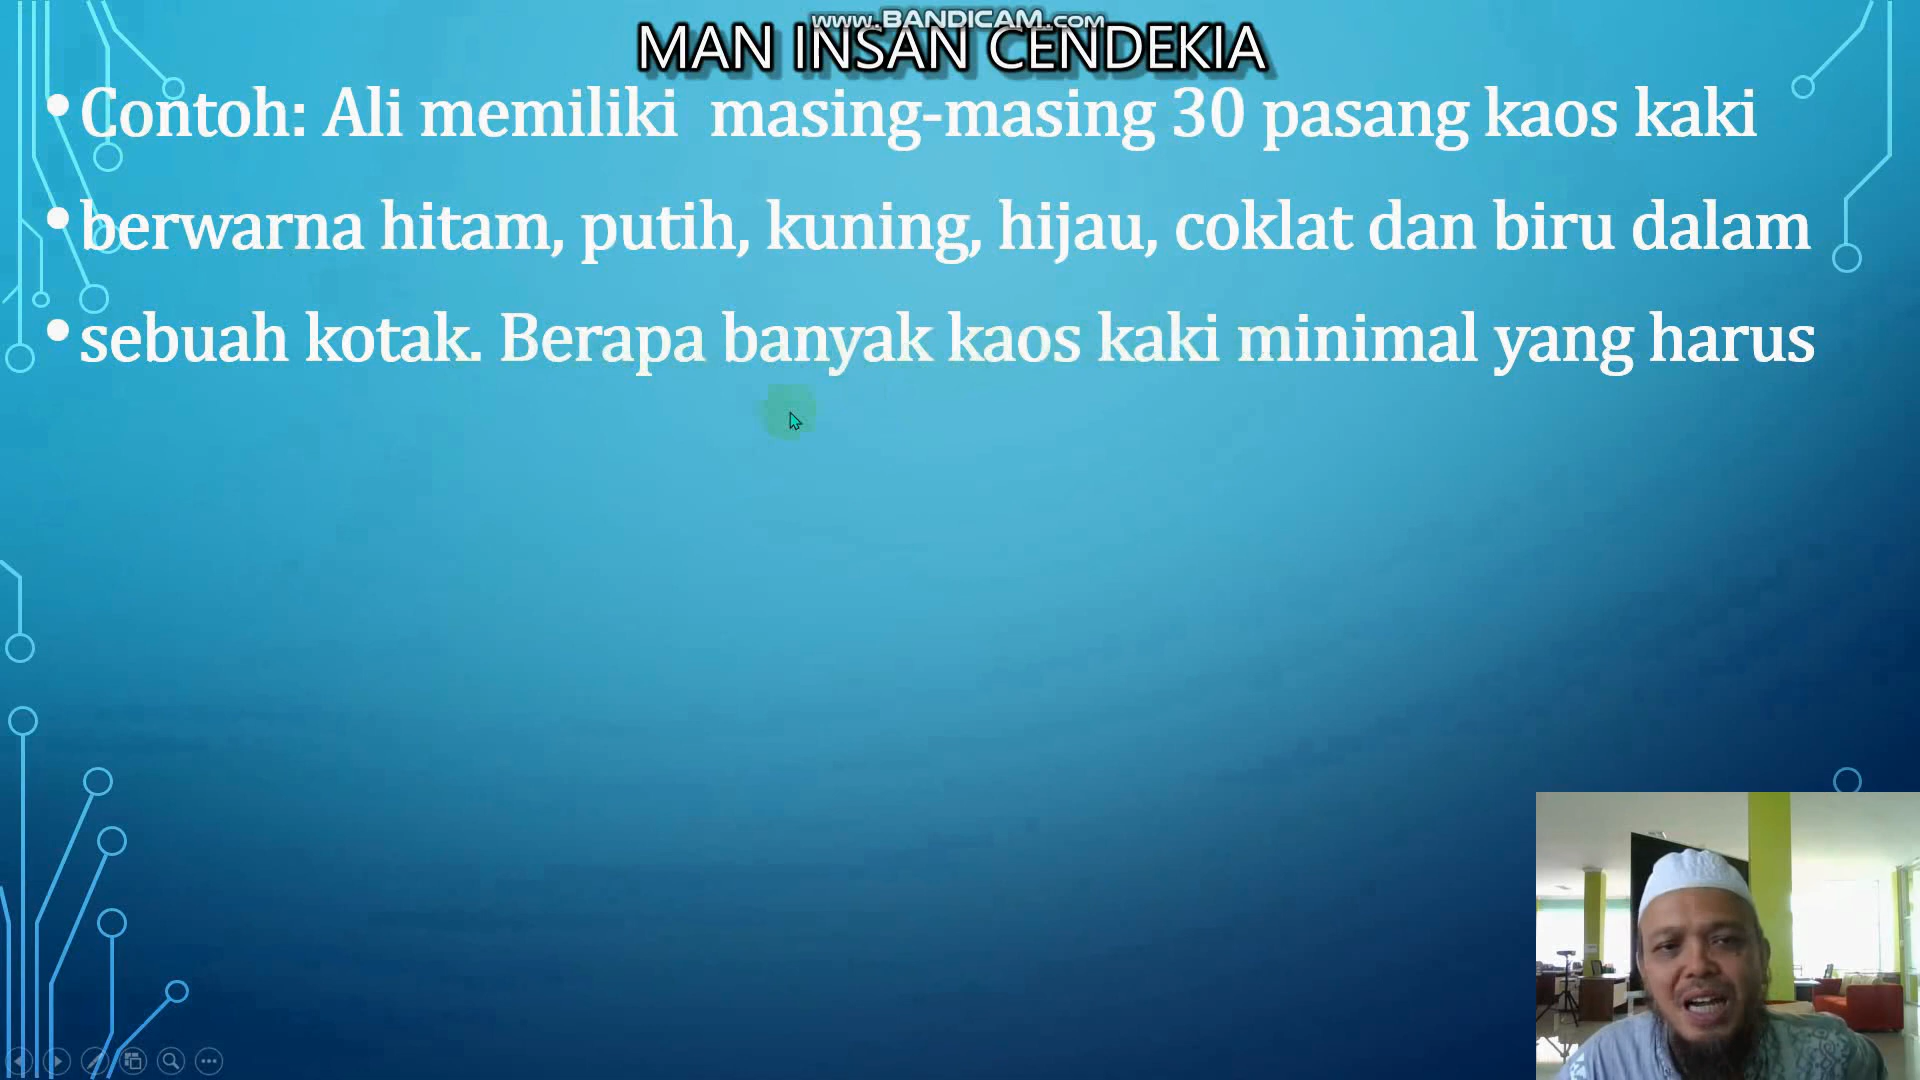 www.BANDICAM.com
MAN INSAN CENDEKIA
• Contoh: Ali memiliki masing-masing 30 pasang kaos kaki
• berwarna hitam, putih, kuning, hijau, coklat dan biru dalam
• sebuah kotak. Berapa banyak kaos kaki minimal yang harus